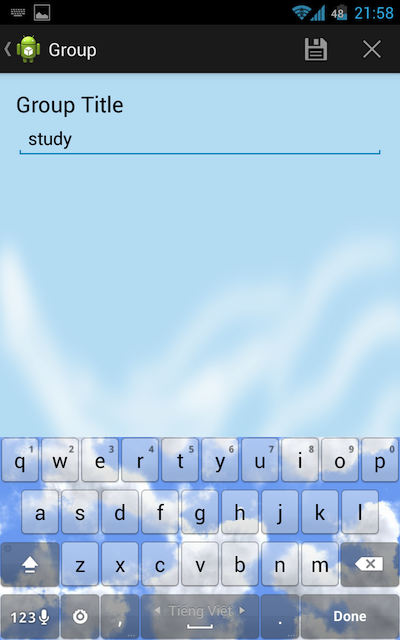 48 21:58
Group
Group Title
study
1 2 3 4 5 6 7 8 9 0
q w e r t y u i o p
a s d f g h j k l
z x c v b n m
123 , Tiếng Việt . Done